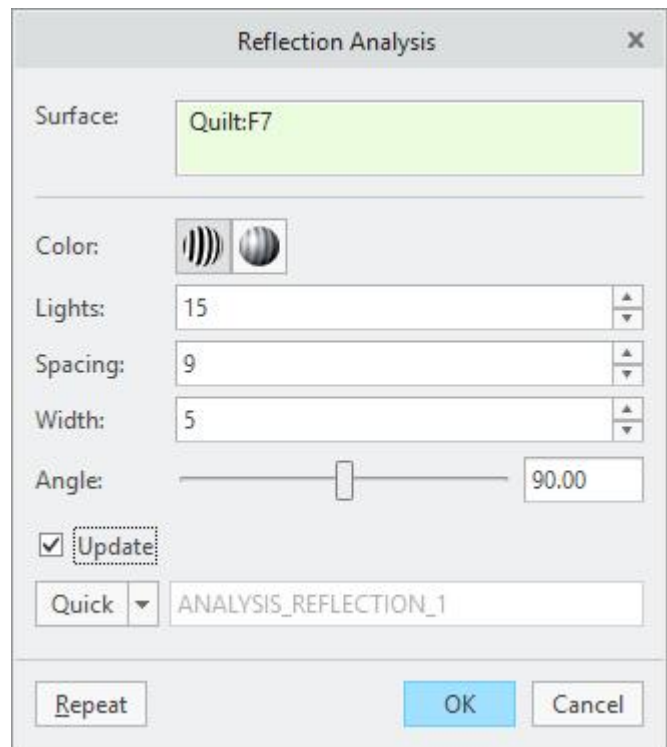 Reflection Analysis
Surface:
Quilt:F7
Color:
Lights:
15
Spacing:
9
Width:
5
Angle:
90.00
Update
Quick
ANALYSIS_REFLECTION_1
Repeat
OK
Cancel